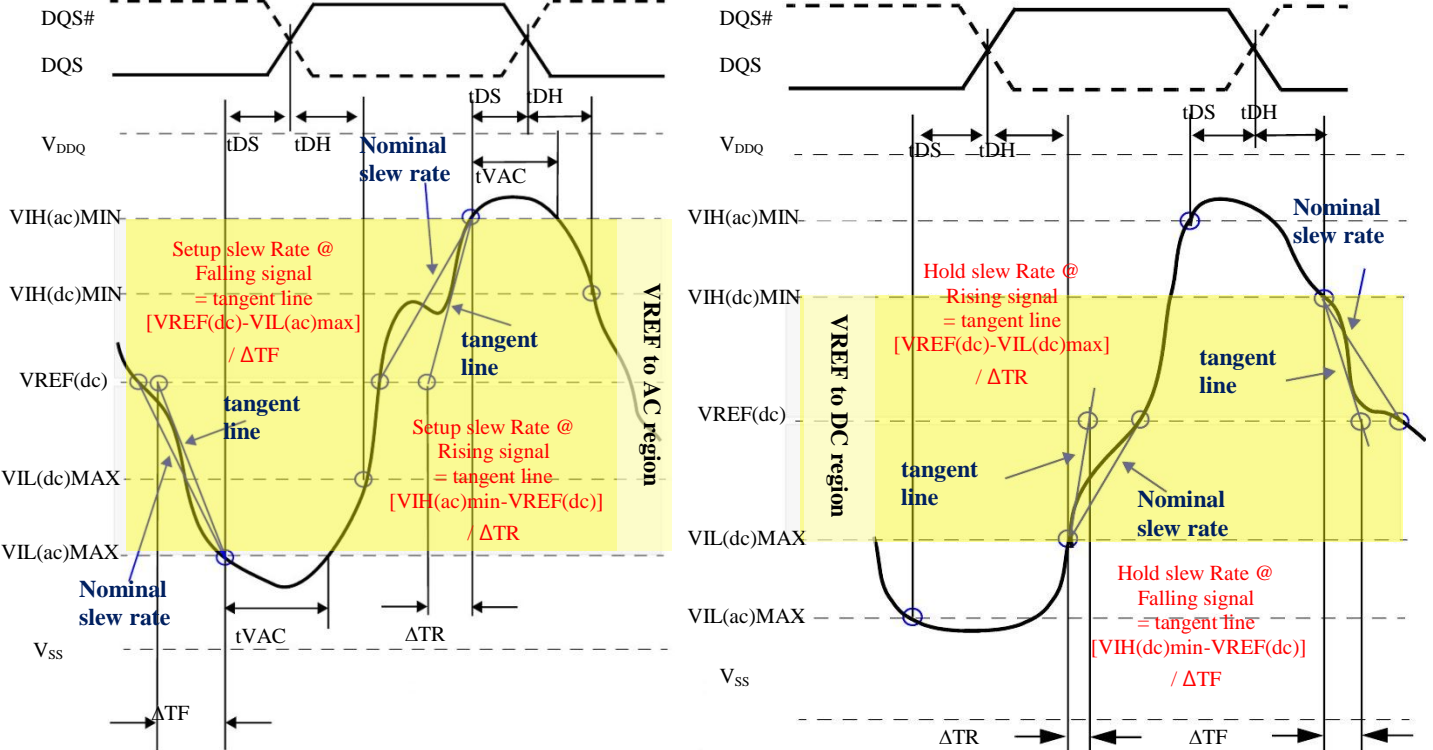 DQS#
DQS
tDS
tDH
tDS
tDH
VDDQ
Nominal
slew rate
tVAC
VIH(ac)MIN
Setup slew Rate @
Falling signal
= tangent line
[VREF(dc)-VIL(ac)max]
/ ΔTF
VIH(dc)MIN
tangent
line
VREF(dc)
tangent
line
Setup slew Rate @
Rising signal
= tangent line
[VIH(ac)min-VREF(dc)]
/ ΔTR
VREF to AC region
VIL(dc)MAX
VIL(ac)MAX
Nominal
slew rate
tVAC
ΔTR
VSS
ΔTF
DQS#
DQS
tDS
tDH
tDS
tDH
VDDQ
VIH(ac)MIN
Nominal
slew rate
Hold slew Rate @
Rising signal
= tangent line
[VREF(dc)-VIL(dc)max]
/ ΔTR
VIH(dc)MIN
VREF to DC region
tangent
line
VREF(dc)
tangent
line
Nominal
slew rate
VIL(dc)MAX
Hold slew Rate @
Falling signal
= tangent line
[VIH(dc)min-VREF(dc)]
/ ΔTF
VIL(ac)MAX
VSS
ΔTR
ΔTF